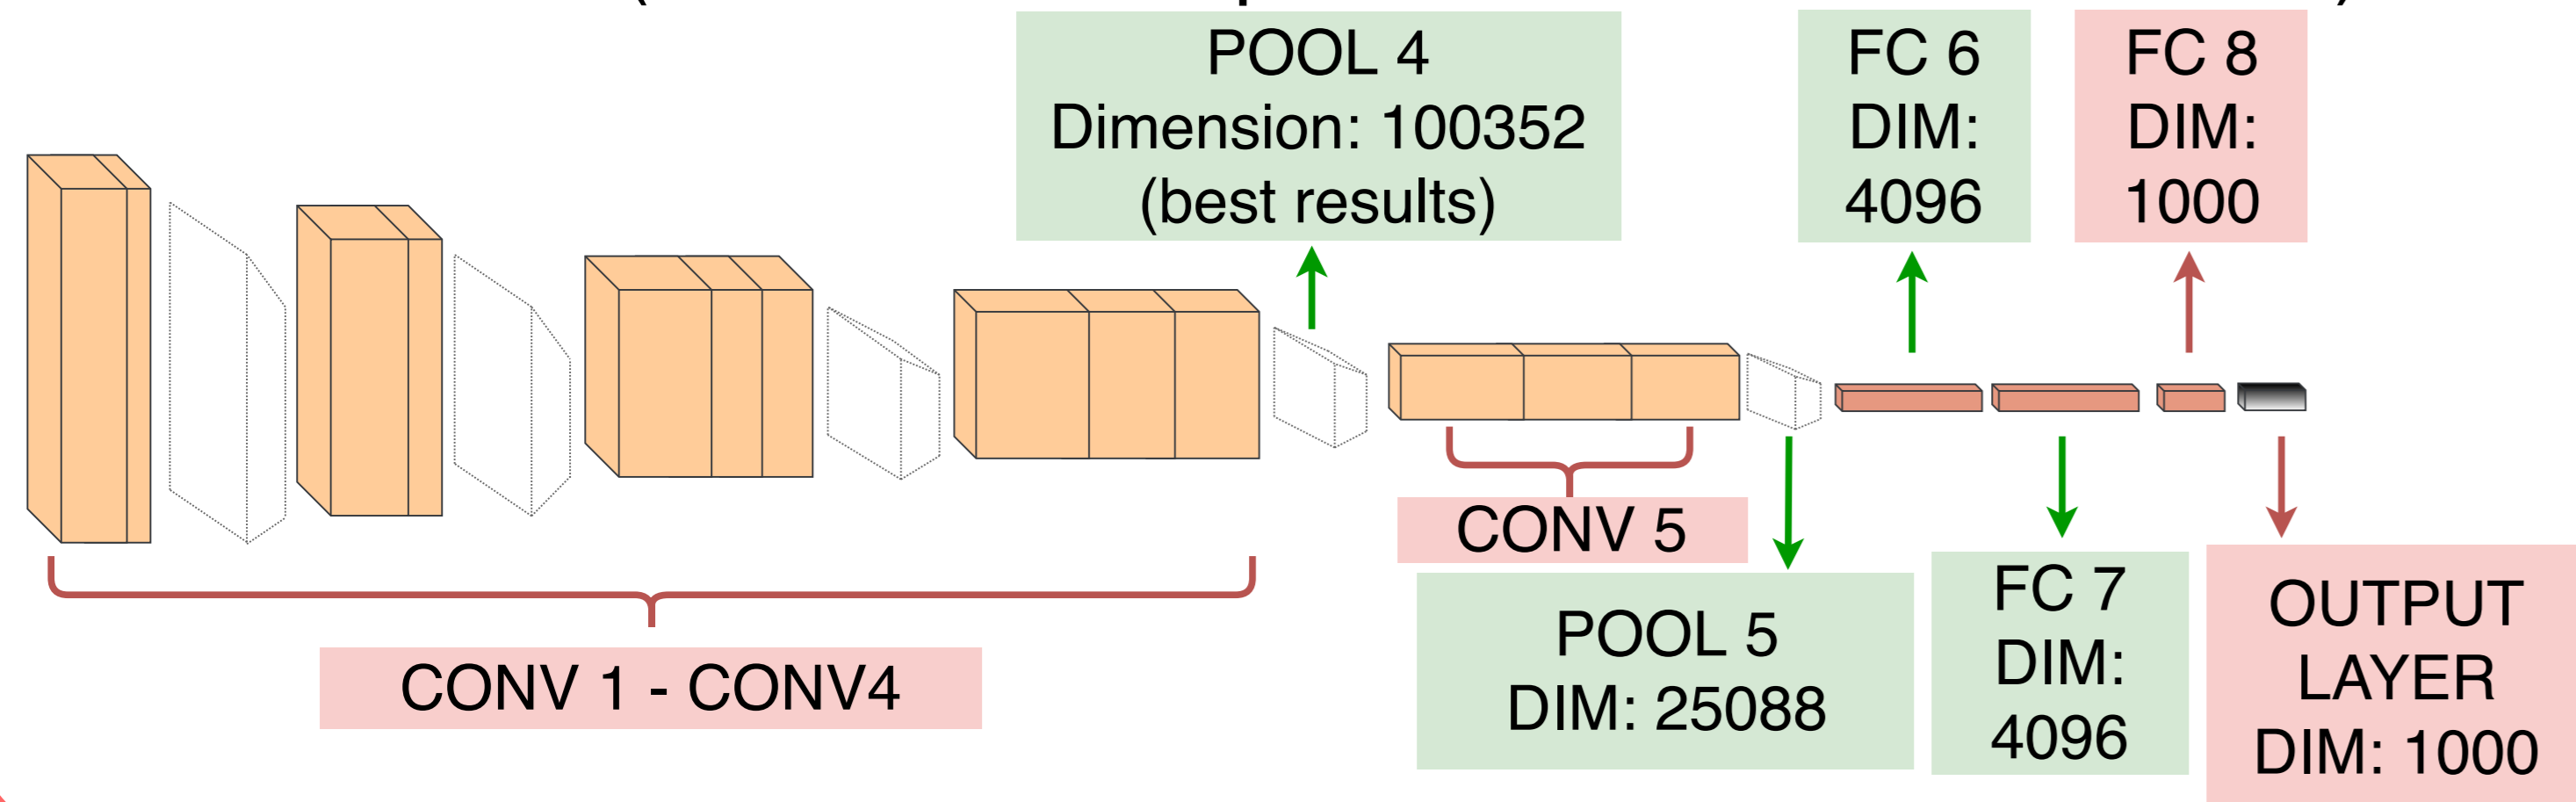 POOL 4
Dimension: 100352
(best results)
FC 6
DIM:
4096
FC 8
DIM:
1000
CONV 5
CONV 1 - CONV4
POOL 5
DIM: 25088
FC 7
DIM:
4096
OUTPUT
LAYER
DIM: 1000